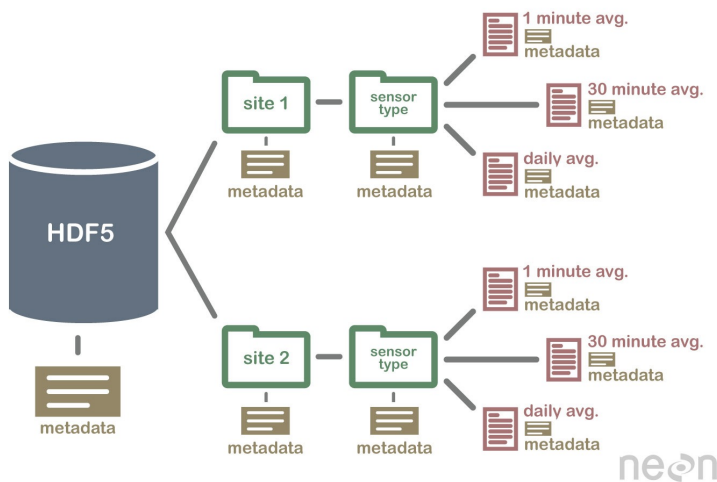 HDF5
metadata
site 1
metadata
sensor
type
metadata
1 minute avg.
metadata
30 minute avg.
metadata
daily avg.
metadata
site 2
metadata
sensor
type
metadata
1 minute avg.
metadata
30 minute avg.
metadata
daily avg.
metadata
neon